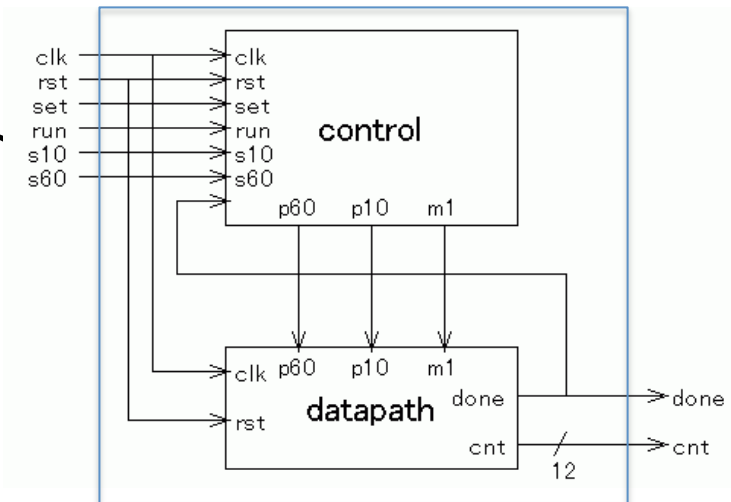 clk
rst
set
run
s10
s60
clk
rst
set
run
s10
s60
control
p60 p10 m1
clk p60 p10 m1
rst
datapath
done
cnt
12
done
cnt